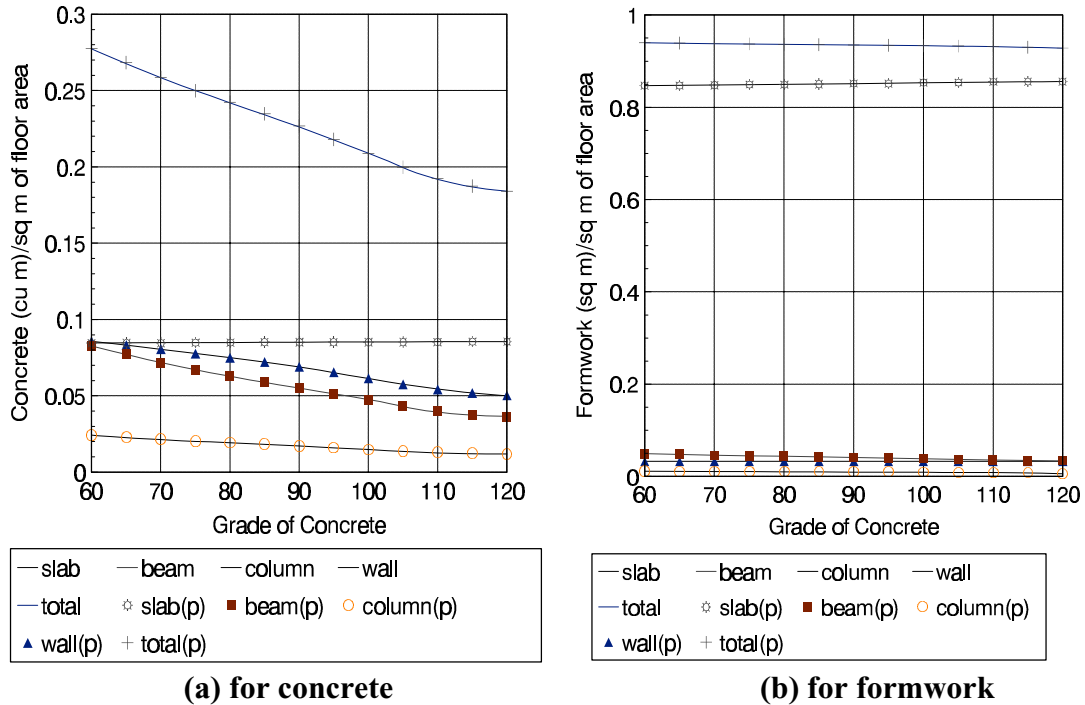 0.3
0.25
0.2
0.15
0.1
0.05
0
Concrete (cu m)/sq m of floor area
60 70 80 90 100 110 120
Grade of Concrete
slab beam column wall
total slab(p) beam(p) column(p)
wall(p) total(p)
(a) for concrete
1
0.8
0.6
0.4
0.2
0
Formwork (sq m)/sq m of floor area
60 70 80 90 100 110 120
Grade of Concrete
slab beam column wall
total slab(p) beam(p) column(p)
wall(p) total(p)
(b) for formwork